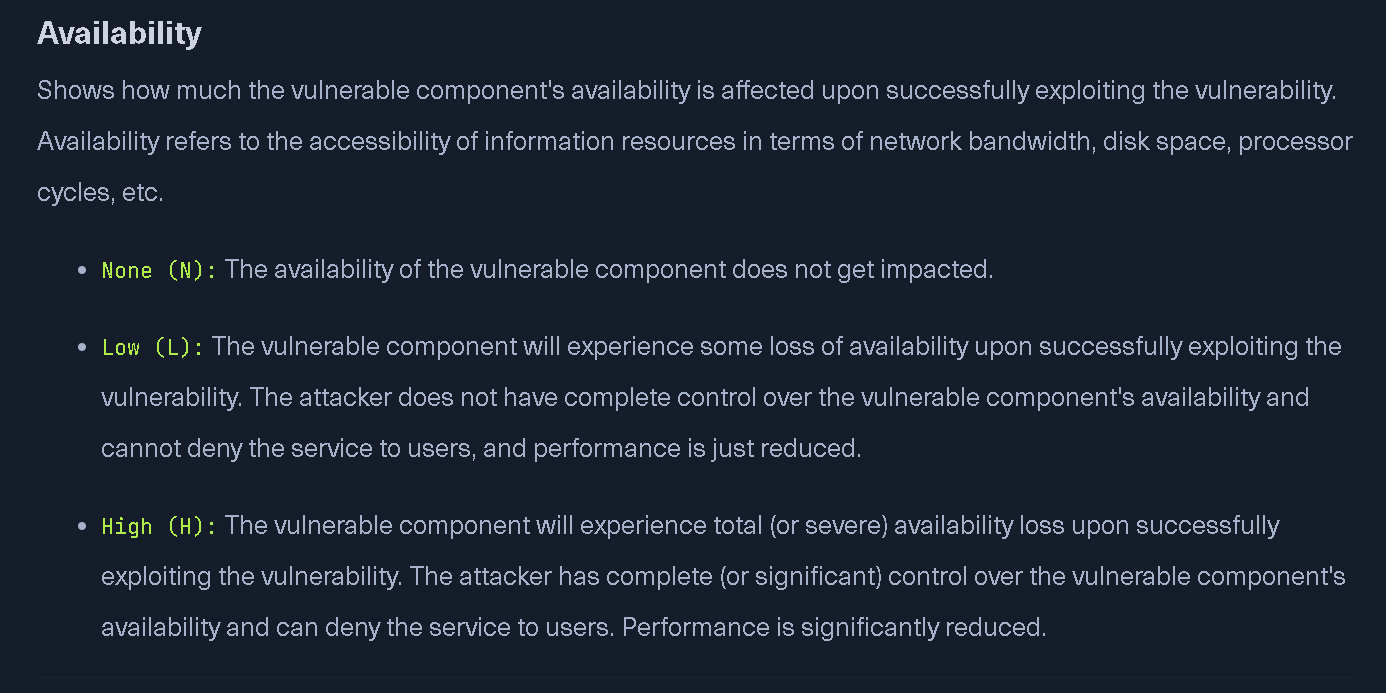 Availability
Shows how much the vulnerable component's availability is affected upon successfully exploiting the vulnerability.
Availability refers to the accessibility of information resources in terms of network bandwidth, disk space, processor
cycles, etc.
• None (N): The availability of the vulnerable component does not get impacted.
• Low (L): The vulnerable component will experience some loss of availability upon successfully exploiting the
vulnerability. The attacker does not have complete control over the vulnerable component's availability and
cannot deny the service to users, and performance is just reduced.
• High (H): The vulnerable component will experience total (or severe) availability loss upon successfully
exploiting the vulnerability. The attacker has complete (or significant) control over the vulnerable component's
availability and can deny the service to users. Performance is significantly reduced.